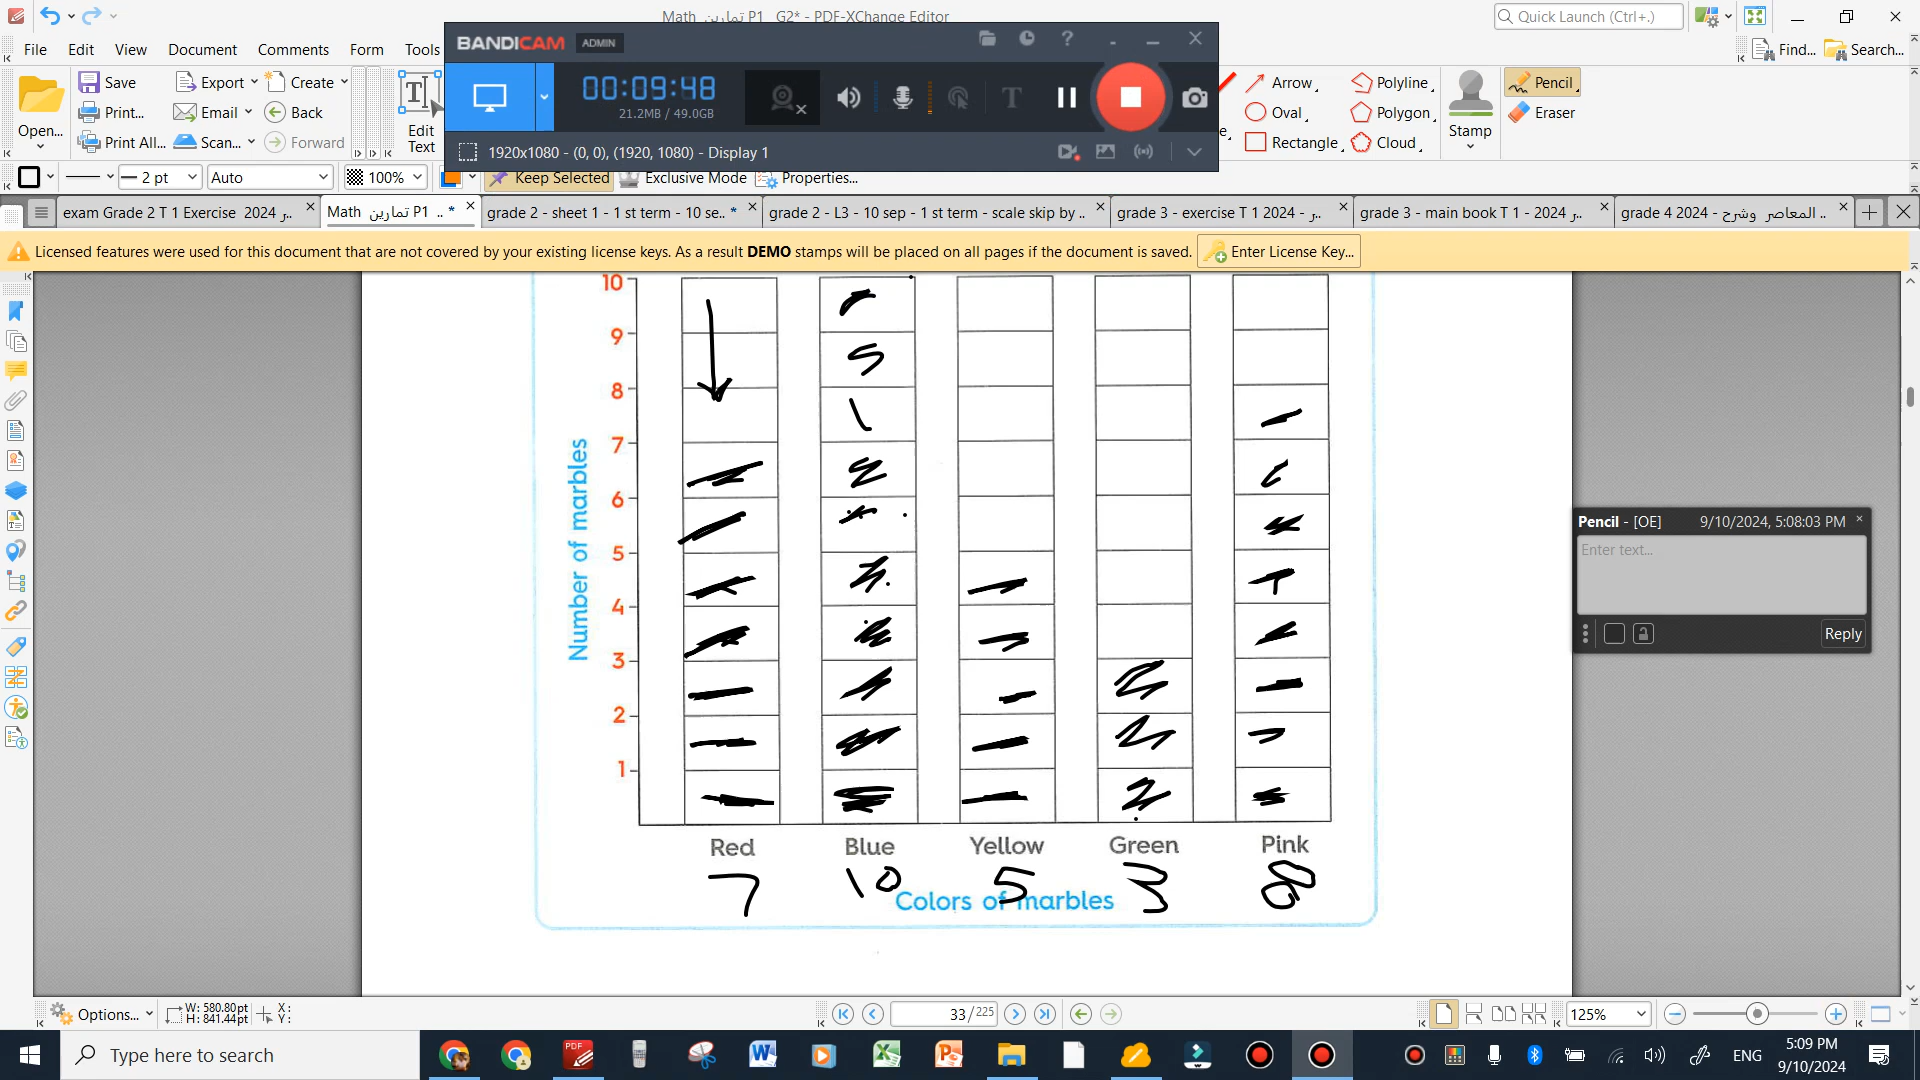 Math تمارين P1 _ G2* - PDF-XChange Editor
Quick Launch (Ctrl+.)
File Edit View Document Comments Form Tools
Find... Search...
BANDICAM ADMIN
00:09:48
21.2MB / 49.0GB
1920x1080 - (0, 0), (1920, 1080) - Display 1
Open...
Save
Print...
Print All...
Export
Email
Scan...
Create
Back
Forward
Edit Text
Arrow
Oval
Rectangle
Polyline
Polygon
Cloud
Stamp
Pencil
Eraser
2 pt Auto 100% Keep Selected Exclusive Mode Properties...
exam Grade 2 T 1 Exercise 2024 ر..
Math تمارين P1 .. *
grade 2 - sheet 1 - 1 st term - 10 se.. *
grade 2 - L3 - 10 sep - 1 st term - scale skip by ..
grade 3 - exercise T 1 2024 - ر..
grade 3 - main book T 1 - 2024 ر..
grade 4 2024 - المعاصر وشرح ..
Licensed features were used for this document that are not covered by your existing license keys. As a result DEMO stamps will be placed on all pages if the document is saved.
Enter License Key...
Number of marbles
10
9
8
7
6
5
4
3
2
1
Red Blue Yellow Green Pink
7 10 5 3 8
Colors of marbles
Pencil - [OE] 9/10/2024, 5:08:03 PM
Enter text...
Reply
Options...
W: 580.80pt
H: 841.44pt
X:
Y:
33 / 225
125%
Type here to search
ENG
5:09 PM
9/10/2024